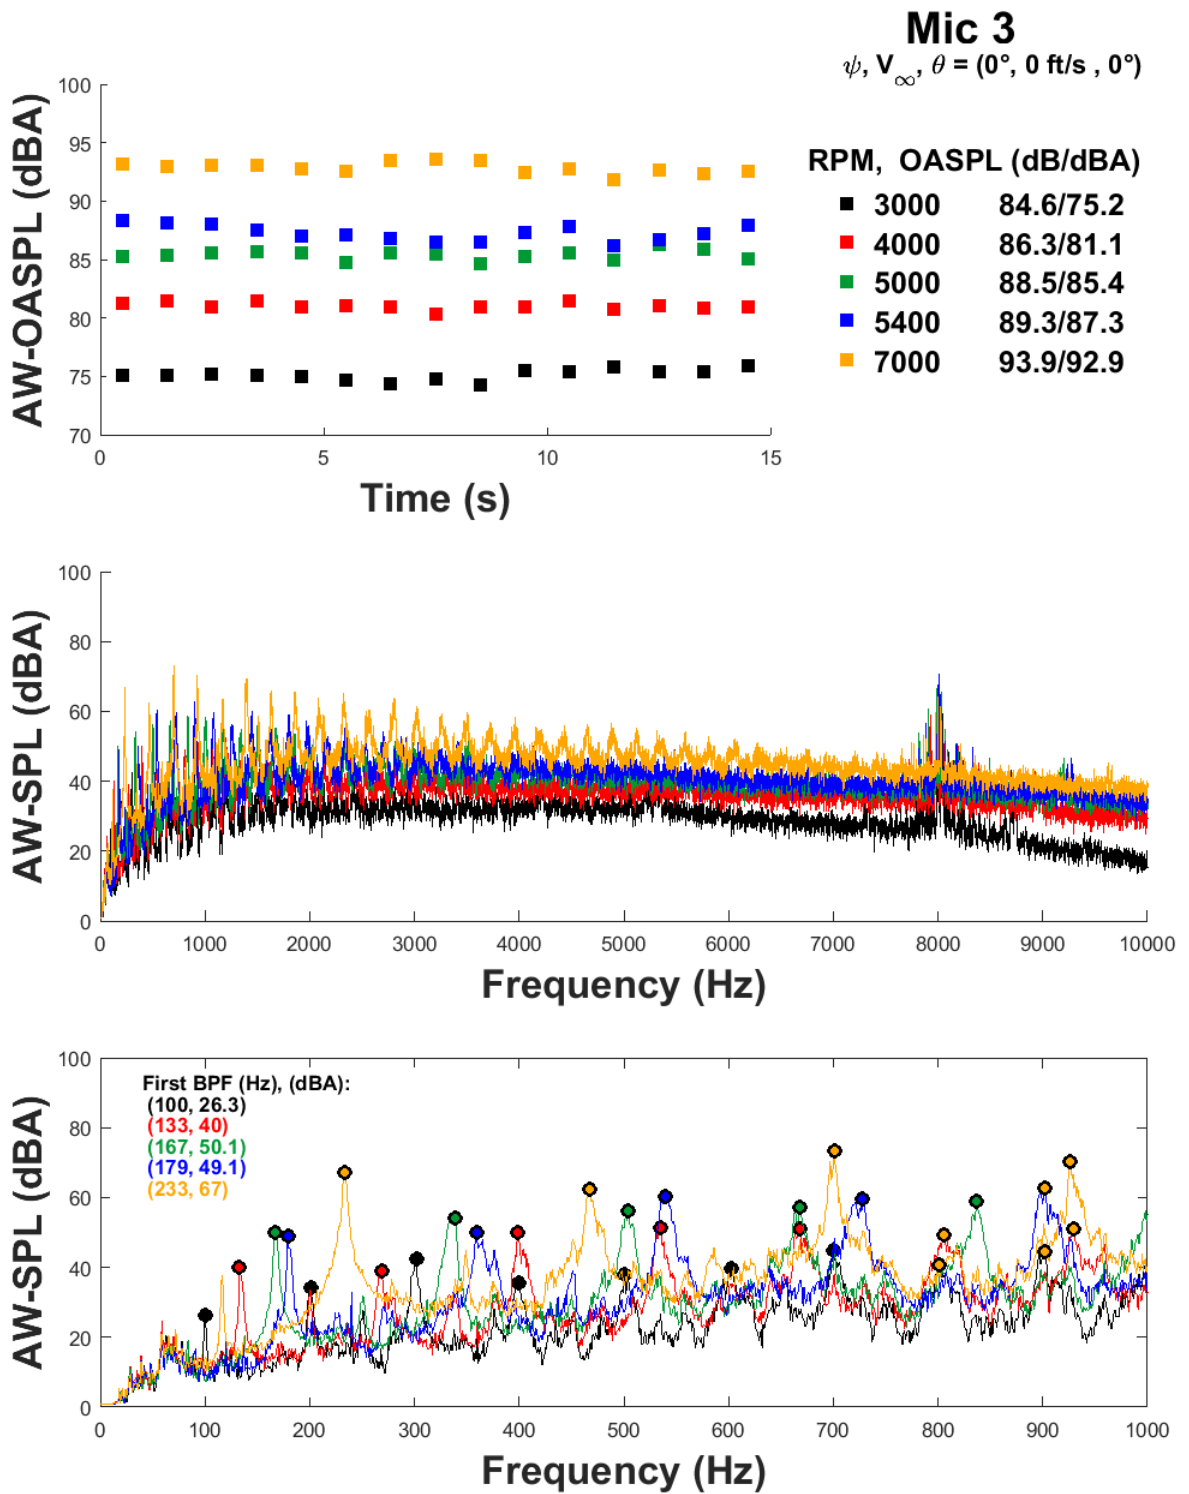 Mic 3
ψ, V∞, θ = (0°, 0 ft/s , 0°)
RPM, OASPL (dB/dBA)
3000 84.6/75.2
4000 86.3/81.1
5000 88.5/85.4
5400 89.3/87.3
7000 93.9/92.9
AW-OASPL (dBA)
100
95
90
85
80
75
70
0 5 10 15
Time (s)
AW-SPL (dBA)
100
80
60
40
20
0
0 1000 2000 3000 4000 5000 6000 7000 8000 9000 10000
Frequency (Hz)
AW-SPL (dBA)
100
80
60
40
20
0
First BPF (Hz), (dBA):
(100, 26.3)
(133, 40)
(167, 50.1)
(179, 49.1)
(233, 67)
0 100 200 300 400 500 600 700 800 900 1000
Frequency (Hz)